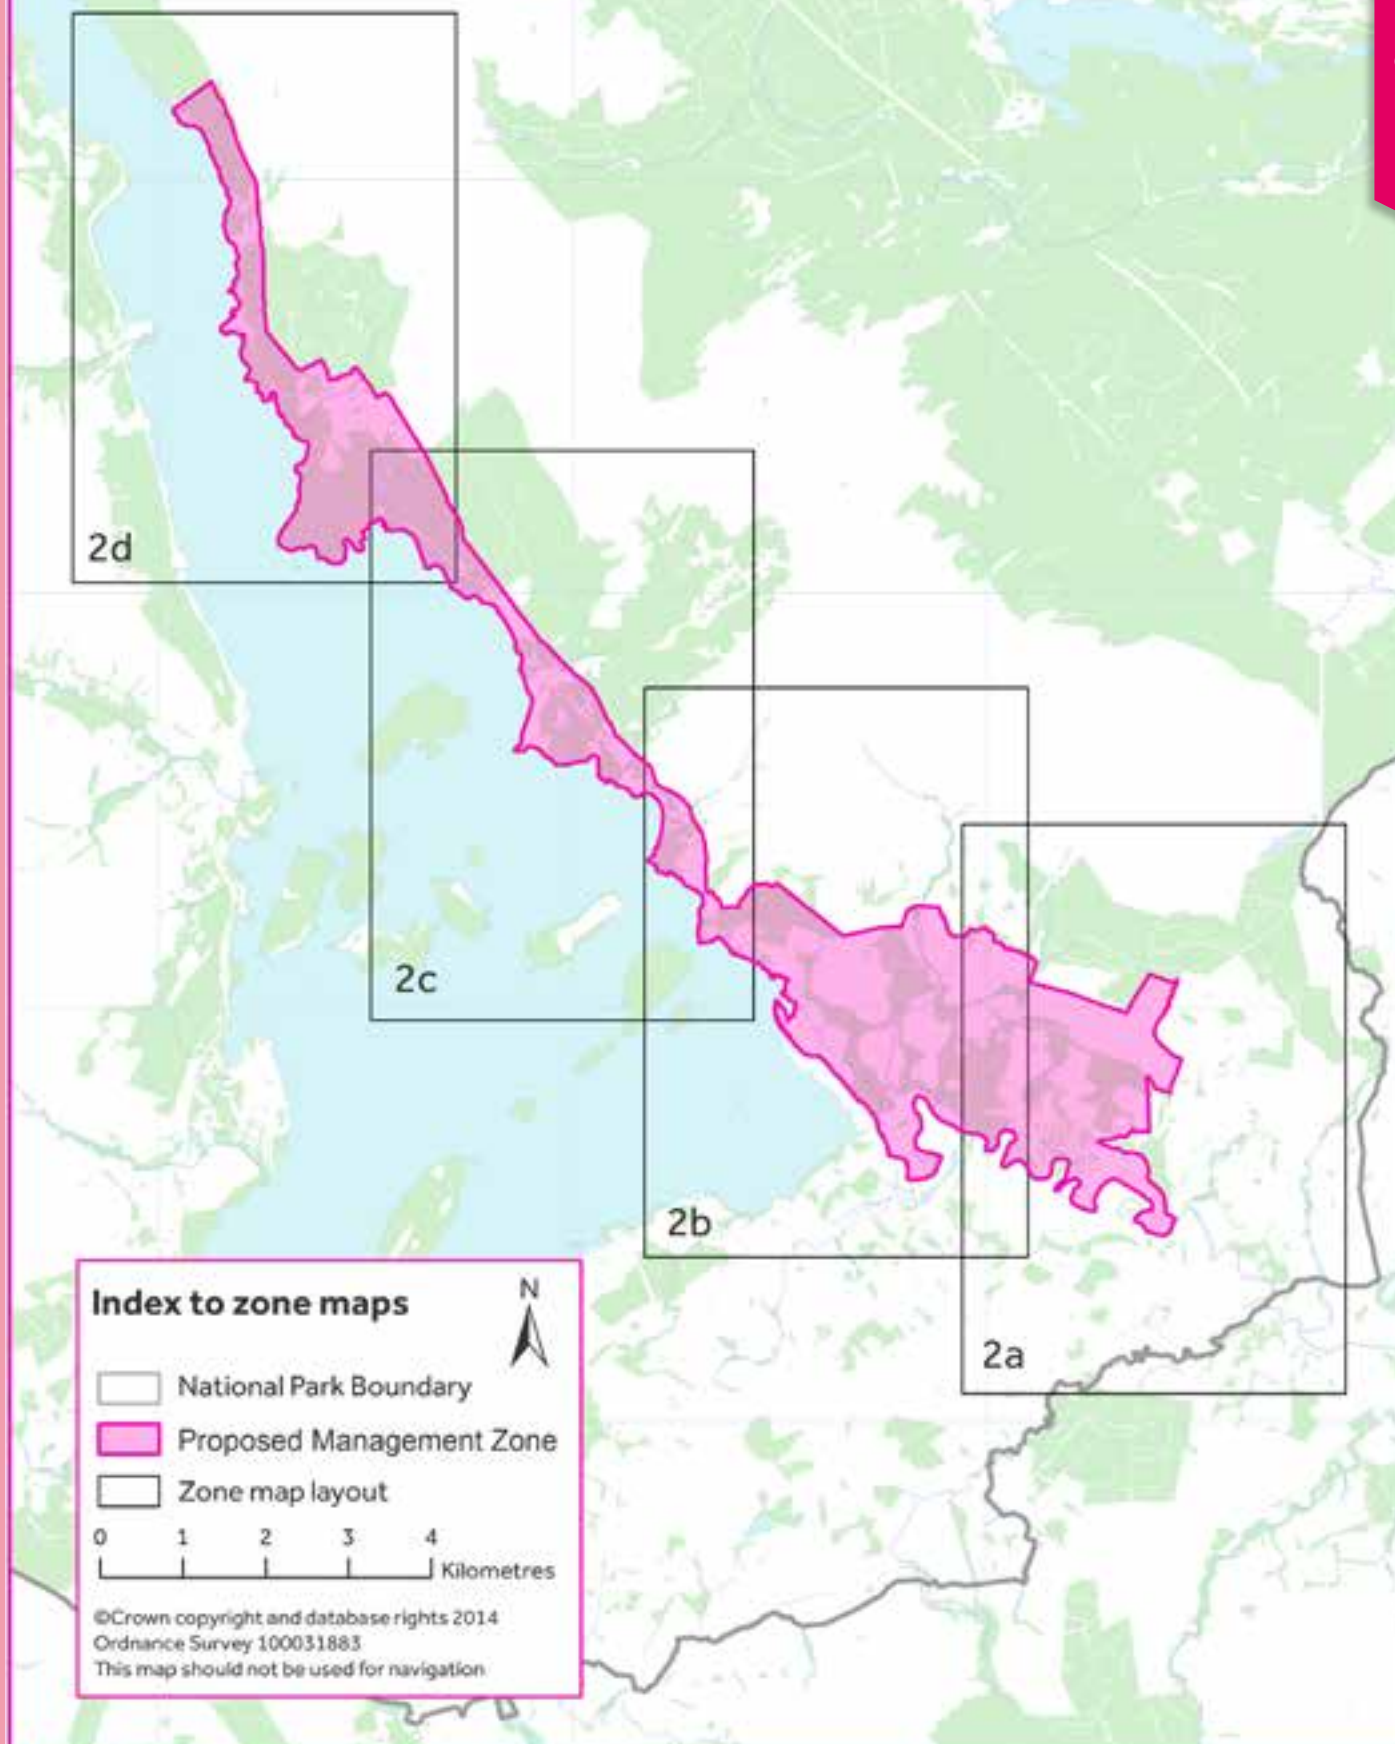 2d
2c
2b
2a
Index to zone maps
N
National Park Boundary
Proposed Management Zone
Zone map layout
0 1 2 3 4
Kilometres
©Crown copyright and database rights 2014
Ordnance Survey 100031883
This map should not be used for navigation